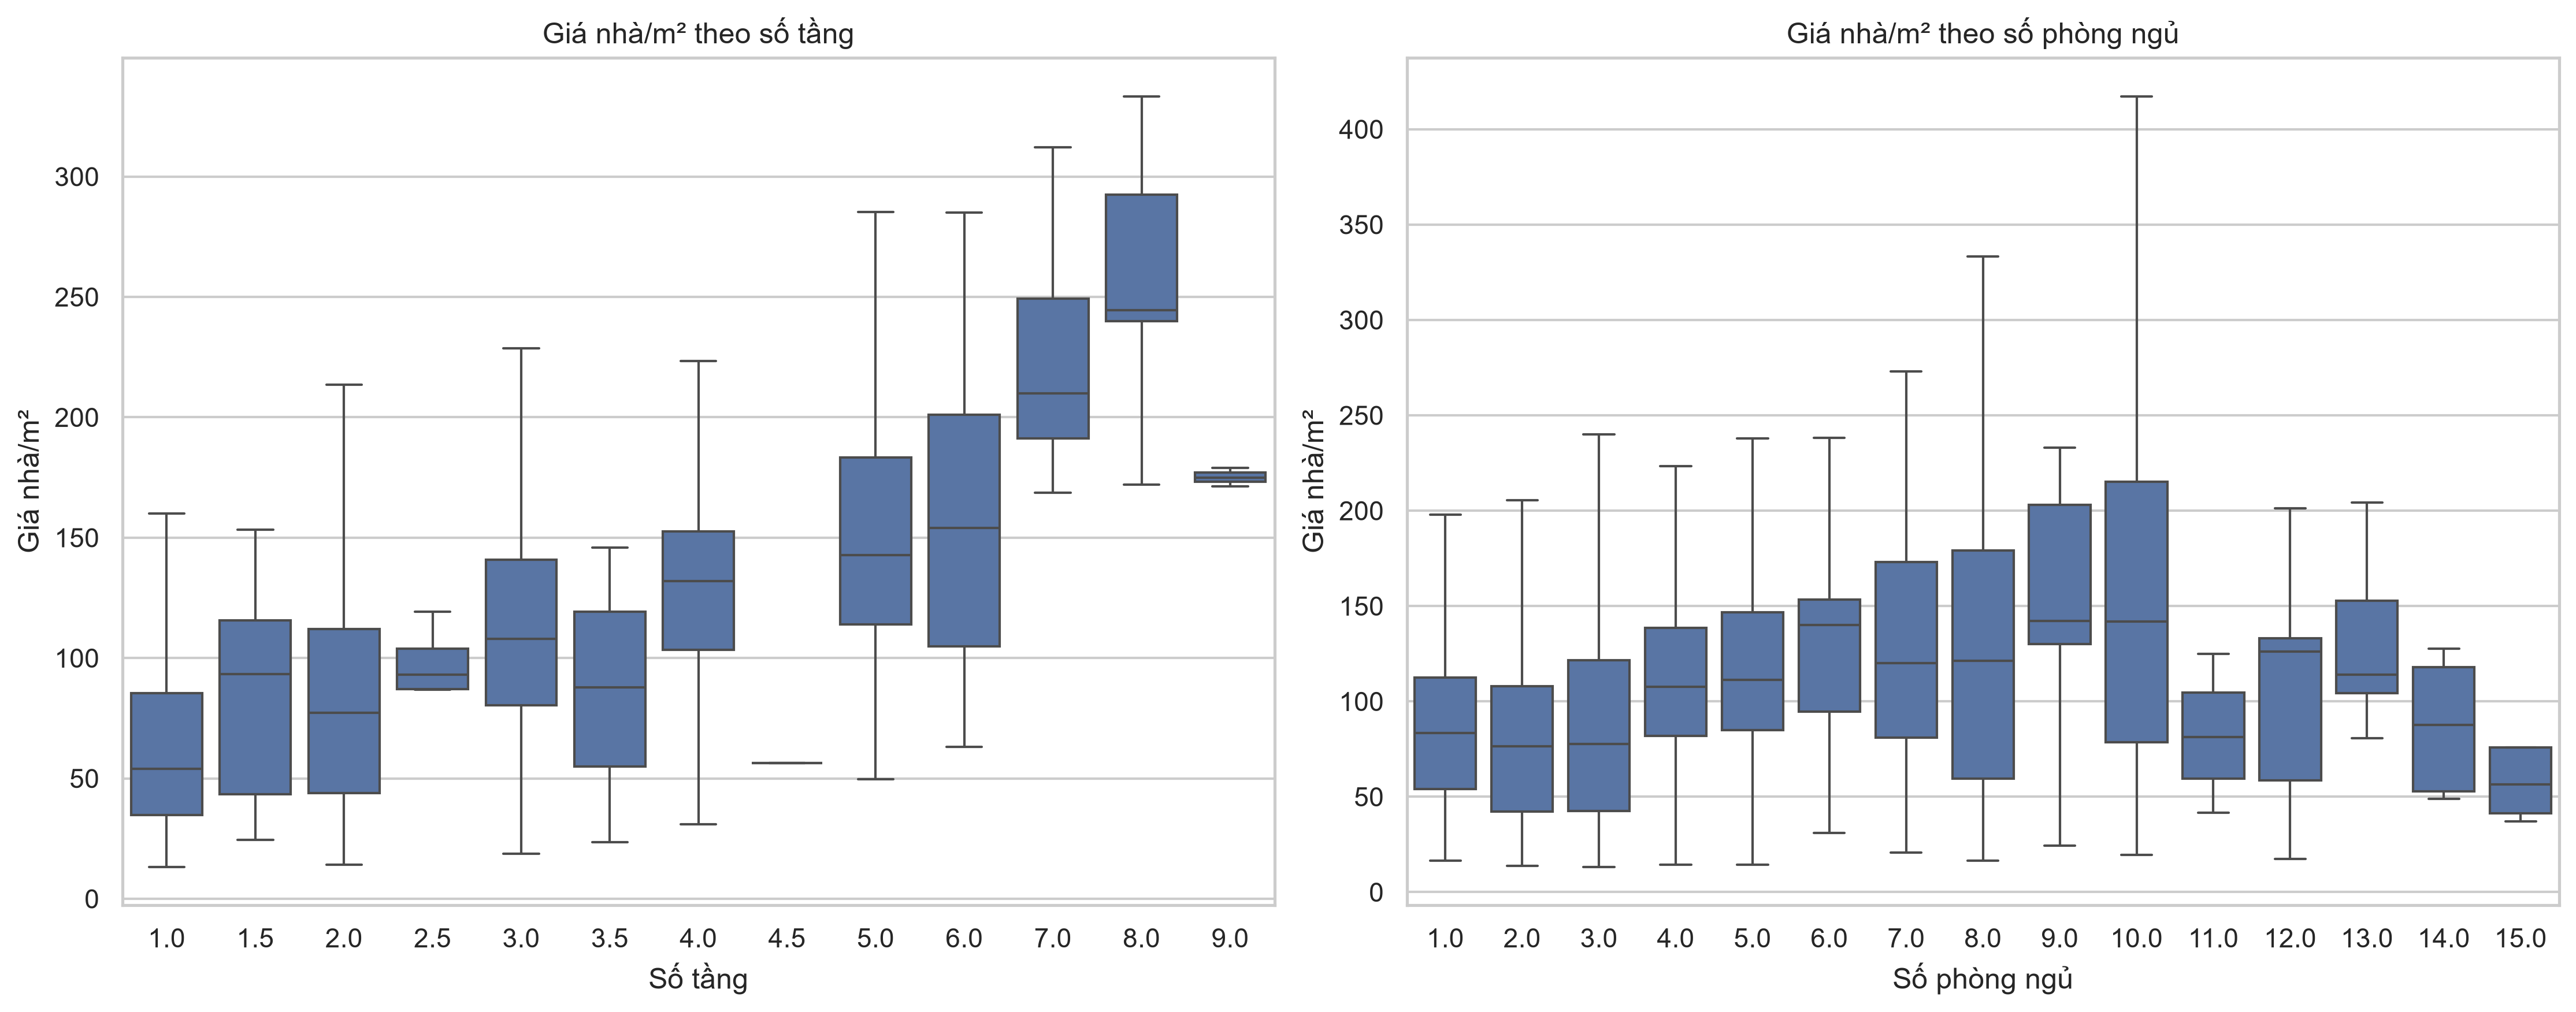 Giá nhà/m² theo số tầng
Giá nhà/m²
300
250
200
150
100
50
0
1.0 1.5 2.0 2.5 3.0 3.5 4.0 4.5 5.0 6.0 7.0 8.0 9.0
Số tầng
Giá nhà/m² theo số phòng ngủ
Giá nhà/m²
400
350
300
250
200
150
100
50
0
1.0 2.0 3.0 4.0 5.0 6.0 7.0 8.0 9.0 10.0 11.0 12.0 13.0 14.0 15.0
Số phòng ngủ